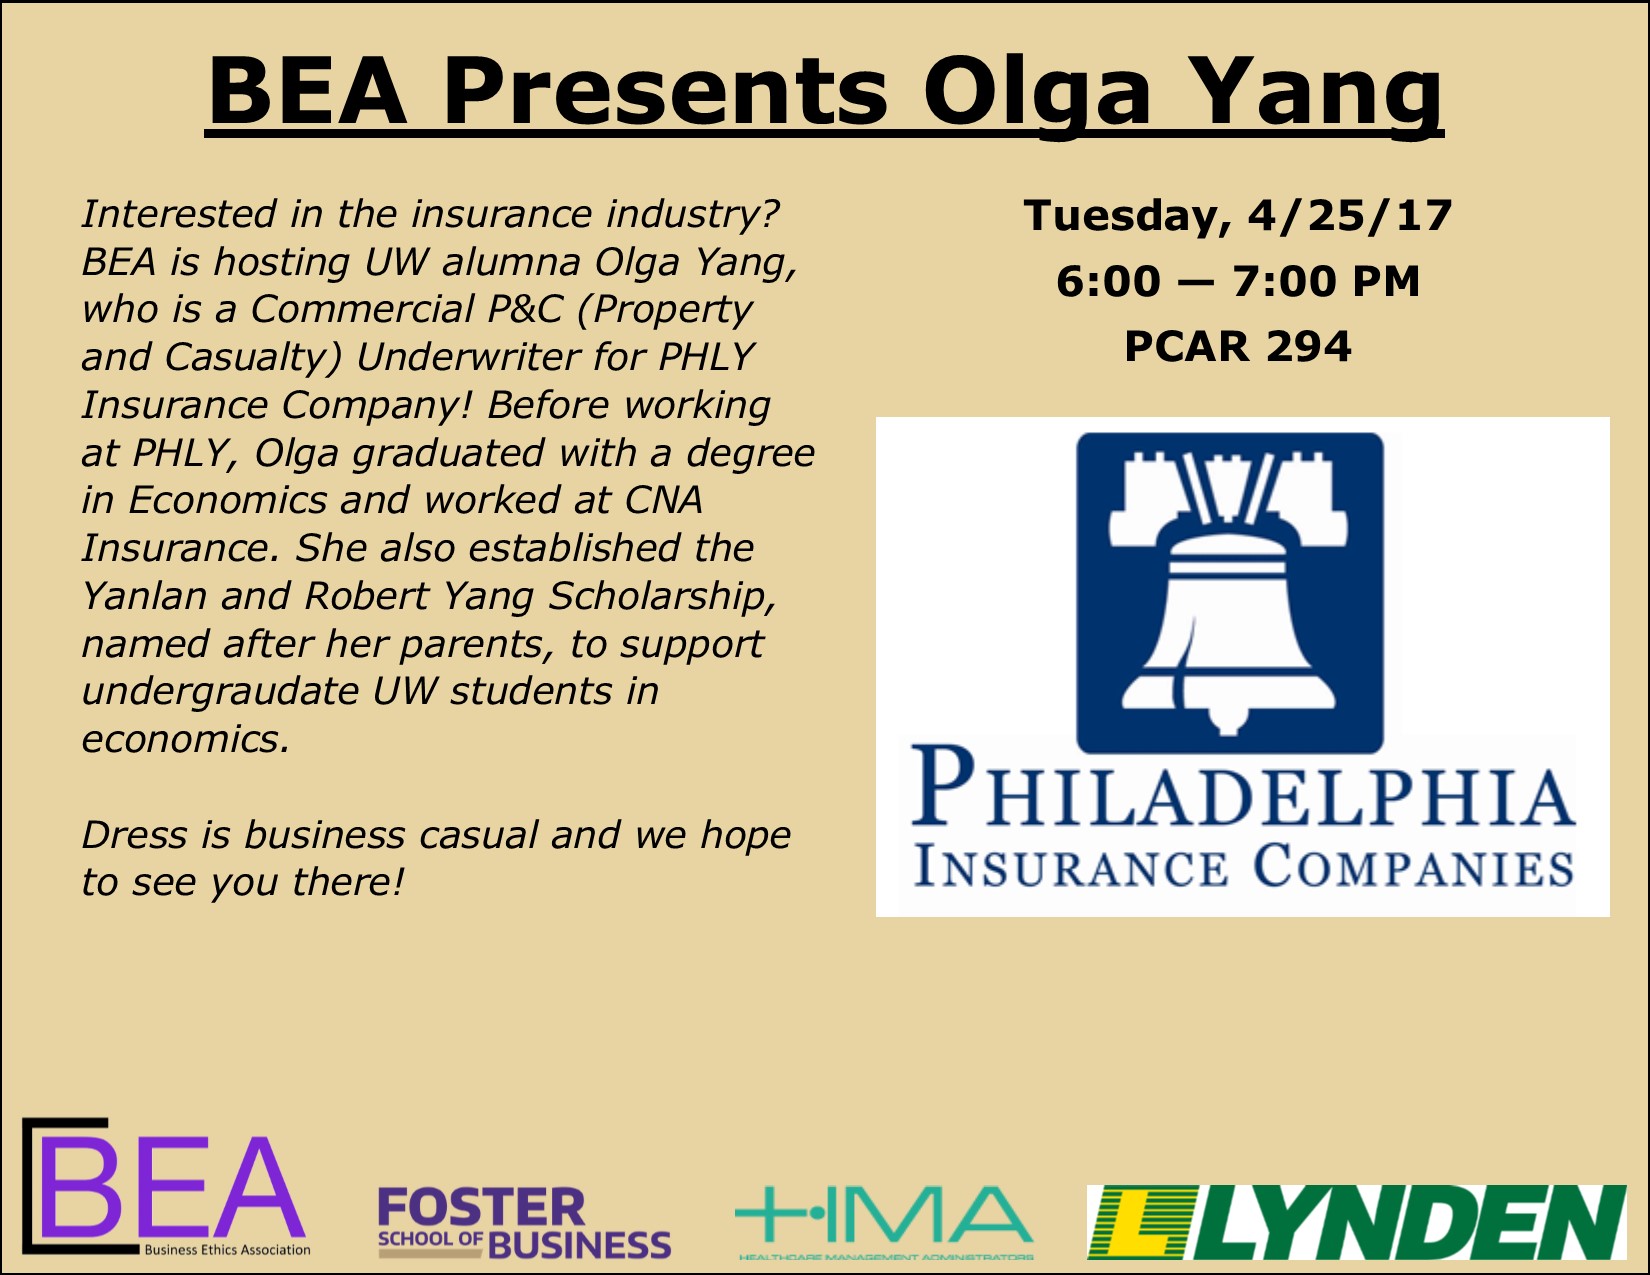 BEA Presents Olga Yang
Interested in the insurance industry?
BEA is hosting UW alumna Olga Yang,
who is a Commercial P&C (Property
and Casualty) Underwriter for PHLY
Insurance Company! Before working
at PHLY, Olga graduated with a degree
in Economics and worked at CNA
Insurance. She also established the
Yanlan and Robert Yang Scholarship,
named after her parents, to support
undergraudate UW students in
economics.
Dress is business casual and we hope
to see you there!
Tuesday, 4/25/17
6:00 — 7:00 PM
PCAR 294
PHILADELPHIA
INSURANCE COMPANIES
BEA
Business Ethics Association
FOSTER
SCHOOL OF BUSINESS
HMA
HEALTHCARE MANAGEMENT ADMINISTRATORS
LYNDEN